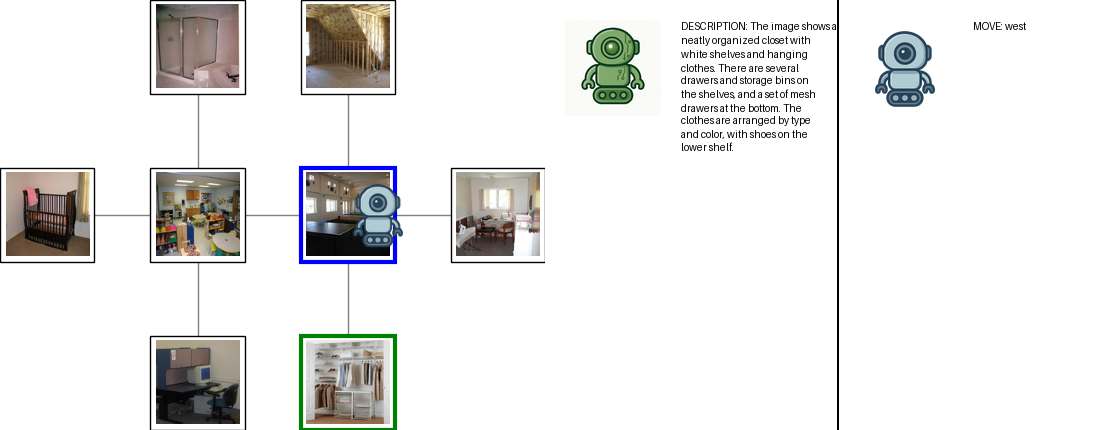 DESCRIPTION: The image shows a
neatly organized closet with
white shelves and hanging
clothes. There are several
drawers and storage bins on
the shelves, and a set of mesh
drawers at the bottom. The
clothes are arranged by type
and color, with shoes on the
lower shelf.
MOVE: west